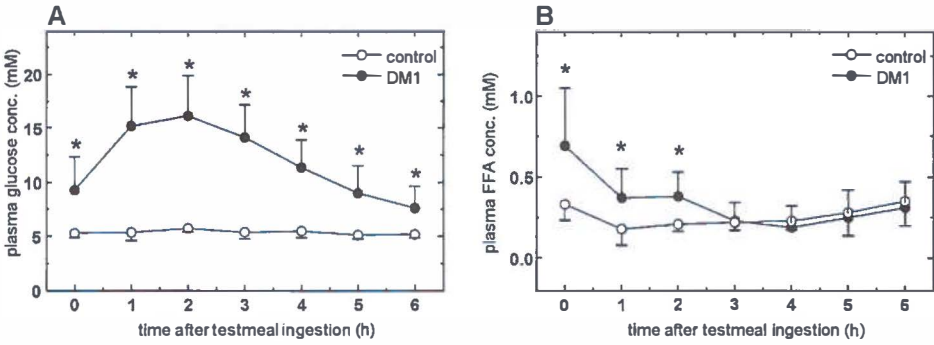 A
B
control
DM1
control
DM1
plasma glucose conc. (mM)
20
15
10
5
0
* * * * * * *
0 1 2 3 4 5 6
time after testmeal ingestion (h)
plasma FFA conc. (mM)
1.0
0.5
0.0
* * *
0 1 2 3 4 5 6
time after testmeal ingestion (h)